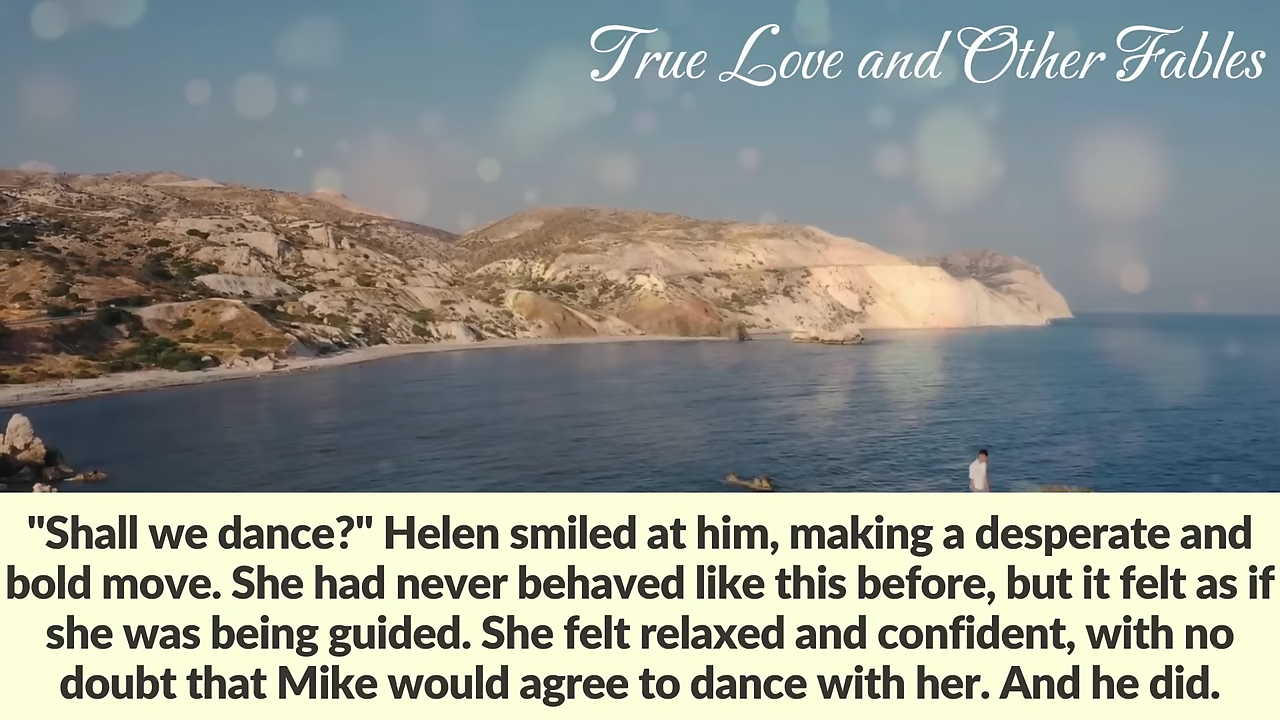 True Love and Other Fables
"Shall we dance?" Helen smiled at him, making a desperate and
bold move. She had never behaved like this before, but it felt as if
she was being guided. She felt relaxed and confident, with no
doubt that Mike would agree to dance with her. And he did.